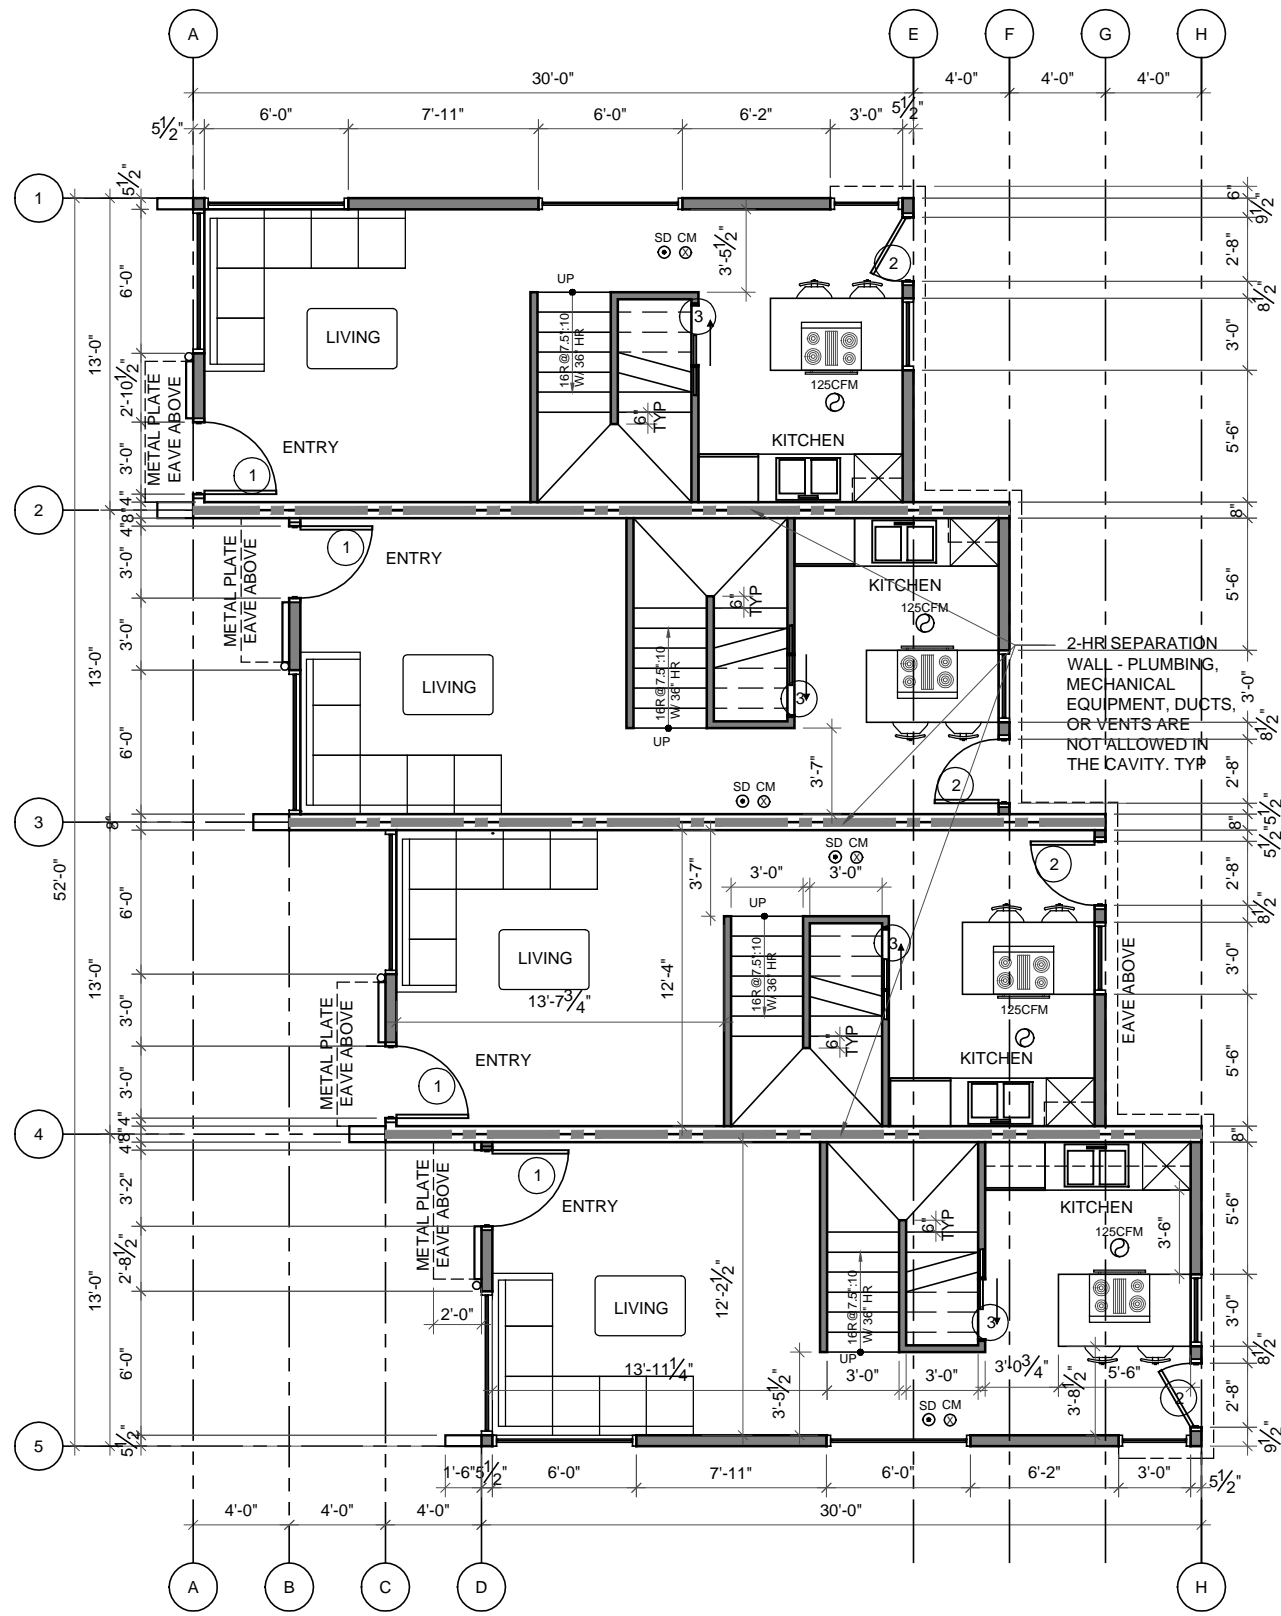 A
E
F
G
H
30'-0"
4'-0"
4'-0"
4'-0"
5½"
6'-0"
7'-11"
6'-0"
6'-2"
3'-0"
5½"
1
5½"
6"
9½"
SD CM
3'-5½"
2
2'-8"
6'-0"
UP
8½"
LIVING
3
3'-0"
13'-0"
16R@7.5":10
W/ 36" HR
125CFM
2'-10½"
METAL PLATE
EAVE ABOVE
6"
TYP
5'-6"
ENTRY
KITCHEN
3'-0"
1
4"
2
8"
8"
4"
1
ENTRY
3'-0"
METAL PLATE
EAVE ABOVE
KITCHEN
5'-6"
6"
TYP
125CFM
3'-0"
13'-0"
2-HR SEPARATION
WALL - PLUMBING,
MECHANICAL
EQUIPMENT, DUCTS,
OR VENTS ARE
NOT ALLOWED IN
THE CAVITY. TYP
LIVING
16R@7.5":10
W/ 36" HR
3
3'-0"
UP
8½"
6'-0"
3'-7"
2
2'-8"
SD CM
5½"
3
8"
8"
52'-0"
5½"
SD CM
3'-7"
3'-0"
3'-0"
2
2'-8"
6'-0"
UP
8½"
3
LIVING
16R@7.5":10
W/ 36" HR
12'-4"
13'-0"
3'-0"
EAVE ABOVE
13'-7¾"
125CFM
3'-0"
METAL PLATE
EAVE ABOVE
6"
TYP
ENTRY
KITCHEN
5'-6"
3'-0"
1
4"
4
8"
8"
4"
1
3'-2"
METAL PLATE
EAVE ABOVE
ENTRY
KITCHEN
5'-6"
6"
TYP
125CFM
3'-6"
2'-8½"
12'-2½"
16R@7.5":10
W/ 36" HR
13'-0"
2'-0"
LIVING
3
3'-0"
UP
6'-0"
13'-11¼"
3'-5½"
3'-0"
3'-0"
3'-0¾"
3'-8½"
5'-6"
8½"
2
2'-8"
SD CM
5
5½"
9½"
1'-6"
5½"
6'-0"
7'-11"
6'-0"
6'-2"
3'-0"
5½"
4'-0"
4'-0"
4'-0"
30'-0"
A
B
C
D
H